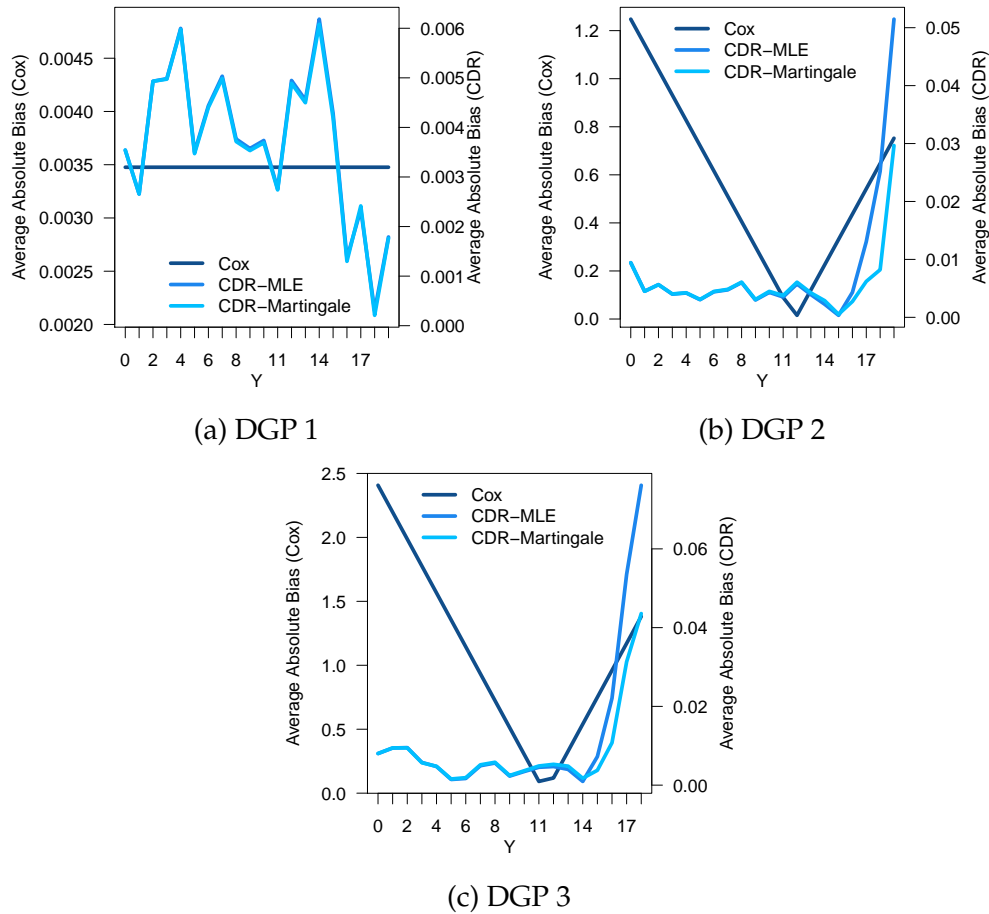 Average Absolute Bias (Cox)
0.0045
0.0040
0.0035
0.0030
0.0025
0.0020
Cox
CDR−MLE
CDR−Martingale
0.006
0.005
0.004
0.003
0.002
0.001
0.000
Average Absolute Bias (CDR)
0 2 4 6 8 11 14 17
Y
(a) DGP 1
Average Absolute Bias (Cox)
1.2
1.0
0.8
0.6
0.4
0.2
0.0
Cox
CDR−MLE
CDR−Martingale
0.05
0.04
0.03
0.02
0.01
0.00
Average Absolute Bias (CDR)
0 2 4 6 8 11 14 17
Y
(b) DGP 2
Average Absolute Bias (Cox)
2.5
2.0
1.5
1.0
0.5
0.0
Cox
CDR−MLE
CDR−Martingale
0.06
0.04
0.02
0.00
Average Absolute Bias (CDR)
0 2 4 6 8 11 14 17
Y
(c) DGP 3